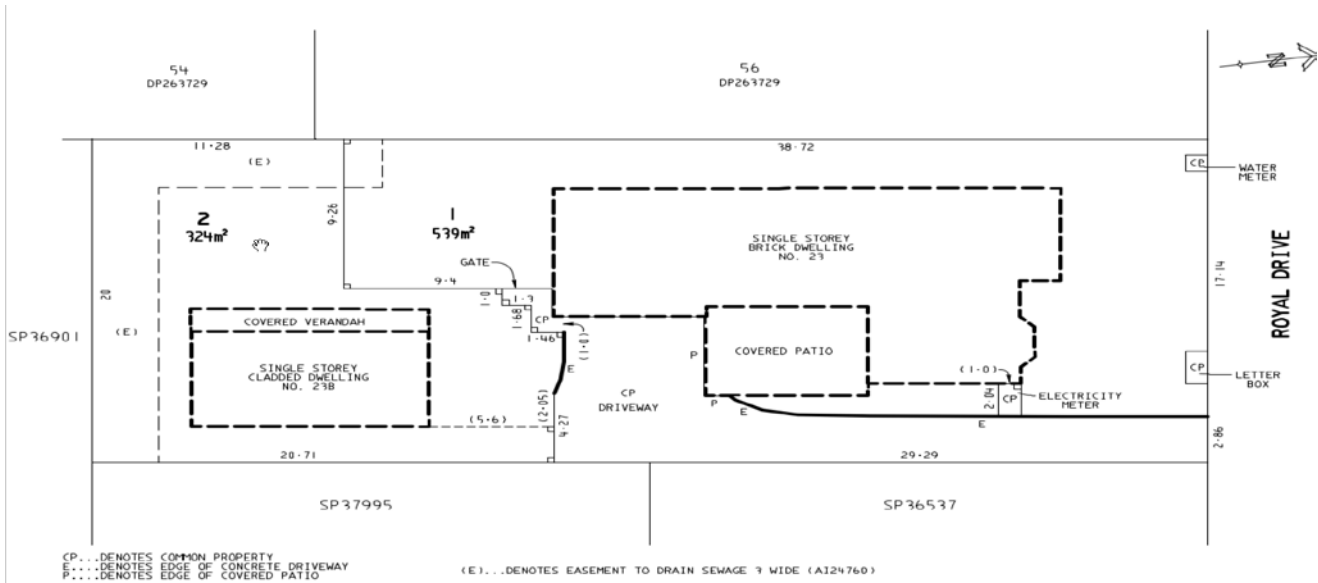 54
DP263729
56
DP263729
N
11·28
(E)
38·72
CP
WATER
METER
2
324m²
9·26
1
539m²
SINGLE STOREY
BRICK DWELLING
NO. 23
GATE
9·4
1·0
1·7
1·68
CP
1·46
(1·0)
17·14
ROYAL DRIVE
20
SP36901
(E)
COVERED VERANDAH
SINGLE STOREY
CLADDED DWELLING
NO. 23B
E
P
COVERED PATIO
CP
LETTER
BOX
(1·0)
CP
DRIVEWAY
(2·05)
4·27
(5·6)
P
E
2·04
CP
ELECTRICITY
METER
E
2·86
20·71
29·29
SP37995
SP36537
CP...DENOTES COMMON PROPERTY
E....DENOTES EDGE OF CONCRETE DRIVEWAY
P....DENOTES EDGE OF COVERED PATIO
(E)...DENOTES EASEMENT TO DRAIN SEWAGE 3 WIDE (AI24760)